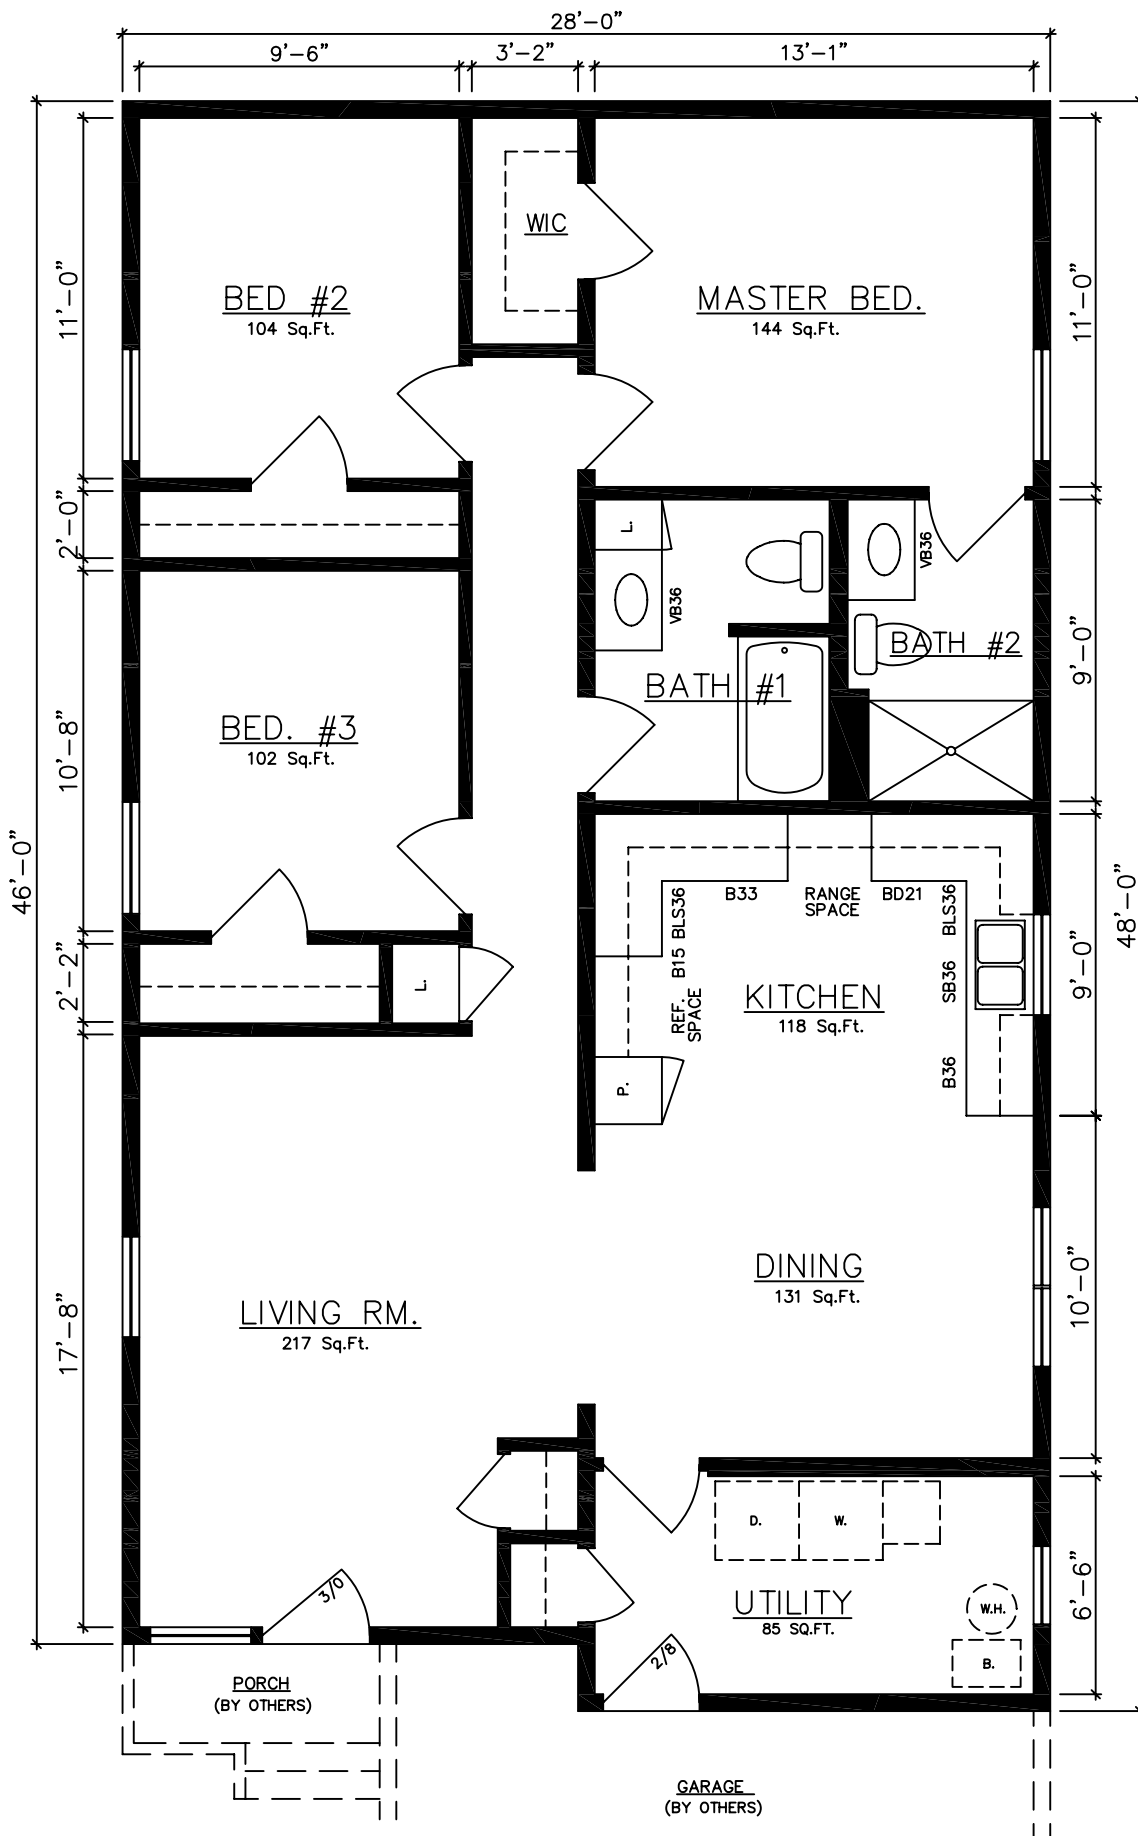 28'-0"
9'-6"
3'-2"
13'-1"
WIC
BED #2
104 Sq.Ft.
MASTER BED.
144 Sq.Ft.
11'-0"
11'-0"
2'-0"
L.
VB36
VB36
BATH #2
BATH #1
9'-0"
BED. #3
102 Sq.Ft.
10'-8"
46'-0"
48'-0"
B33
RANGE
SPACE
BD21
BLS36
BLS36
B15
SB36
REF.
SPACE
KITCHEN
118 Sq.Ft.
9'-0"
2'-2"
L.
P.
B36
DINING
131 Sq.Ft.
10'-0"
LIVING RM.
217 Sq.Ft.
17'-8"
D.
W.
UTILITY
85 SQ.FT.
W.H.
B.
6'-6"
3/0
2/8
PORCH
(BY OTHERS)
GARAGE
(BY OTHERS)